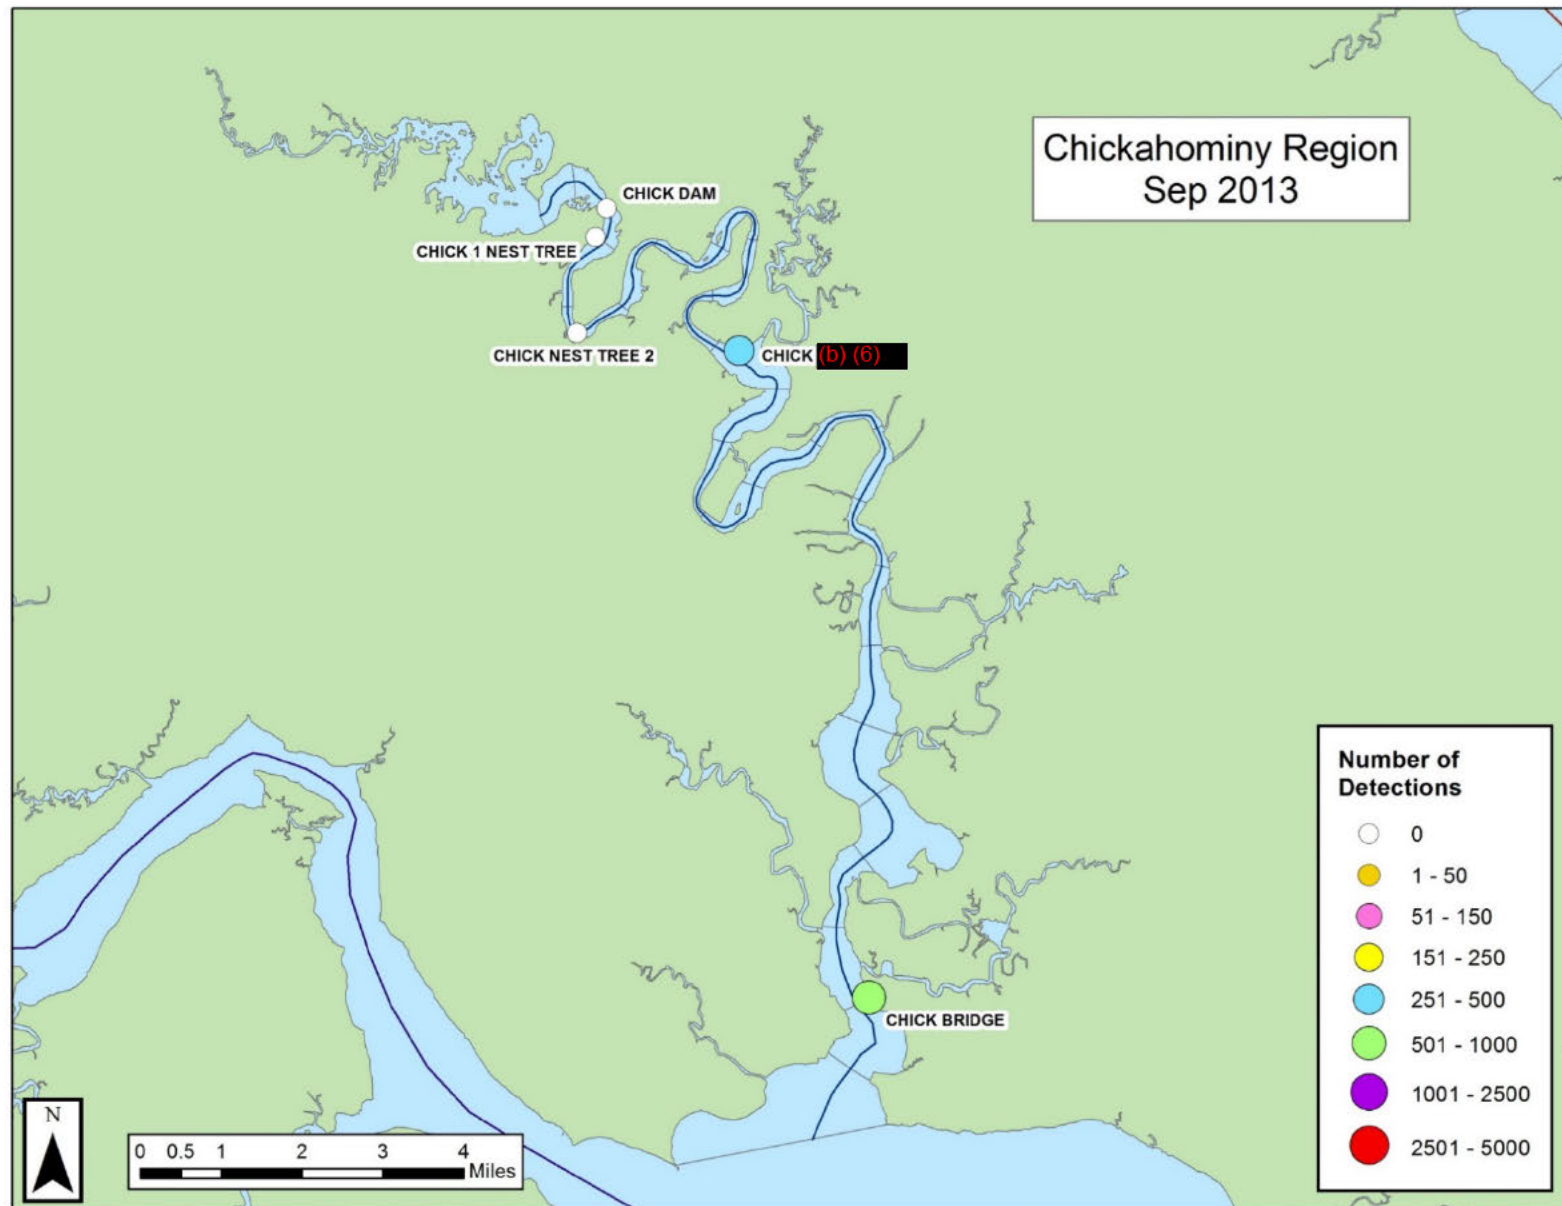 Chickahominy Region
Sep 2013
CHICK DAM
CHICK 1 NEST TREE
CHICK NEST TREE 2
CHICK (b) (6)
CHICK BRIDGE
Number of
Detections
0
1 - 50
51 - 150
151 - 250
251 - 500
501 - 1000
1001 - 2500
2501 - 5000
N
0 0.5 1 2 3 4
Miles